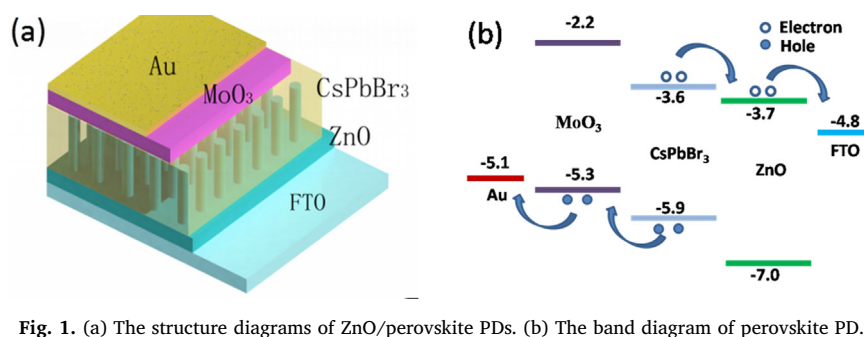 (a)
Au
MoO₃
CsPbBr₃
ZnO
FTO
(b)
-2.2
Electron
Hole
-3.6
-3.7
-4.8
FTO
MoO₃
CsPbBr₃
ZnO
-5.1
Au
-5.3
-5.9
-7.0
Fig. 1. (a) The structure diagrams of ZnO/perovskite PDs. (b) The band diagram of perovskite PD.